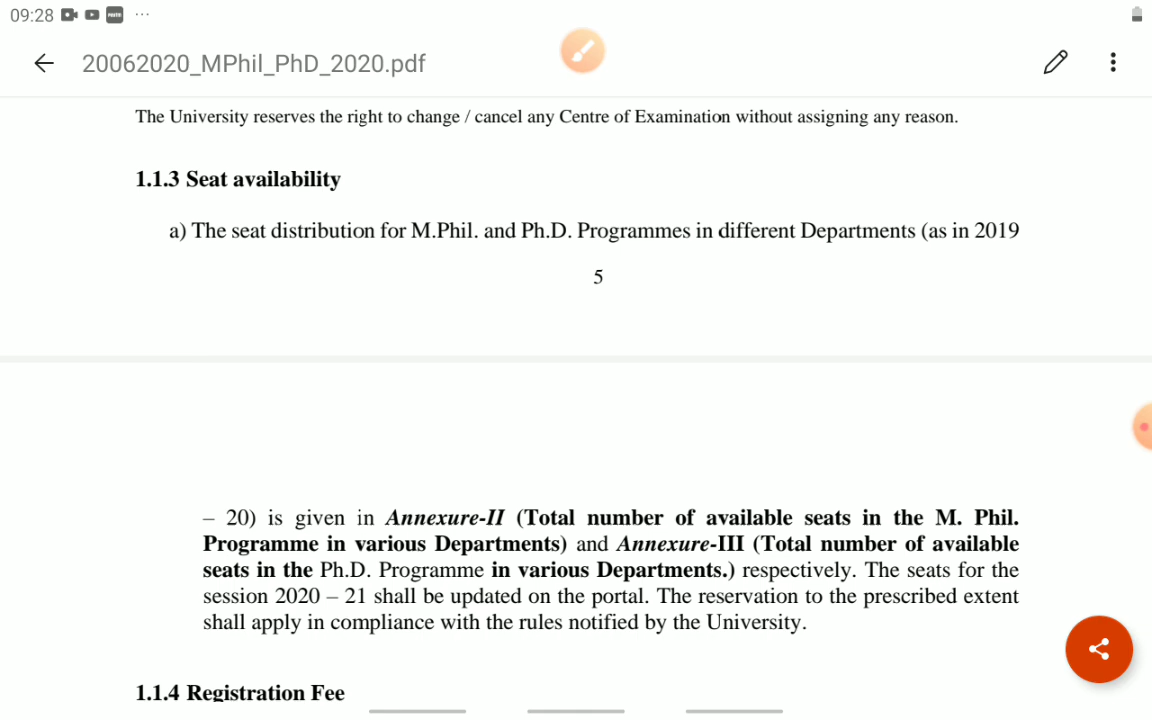 09:28
20062020_MPhil_PhD_2020.pdf
The University reserves the right to change / cancel any Centre of Examination without assigning any reason.
1.1.3 Seat availability
a) The seat distribution for M.Phil. and Ph.D. Programmes in different Departments (as in 2019
5
– 20) is given in Annexure-II (Total number of available seats in the M. Phil.
Programme in various Departments) and Annexure-III (Total number of available
seats in the Ph.D. Programme in various Departments.) respectively. The seats for the
session 2020 – 21 shall be updated on the portal. The reservation to the prescribed extent
shall apply in compliance with the rules notified by the University.
1.1.4 Registration Fee